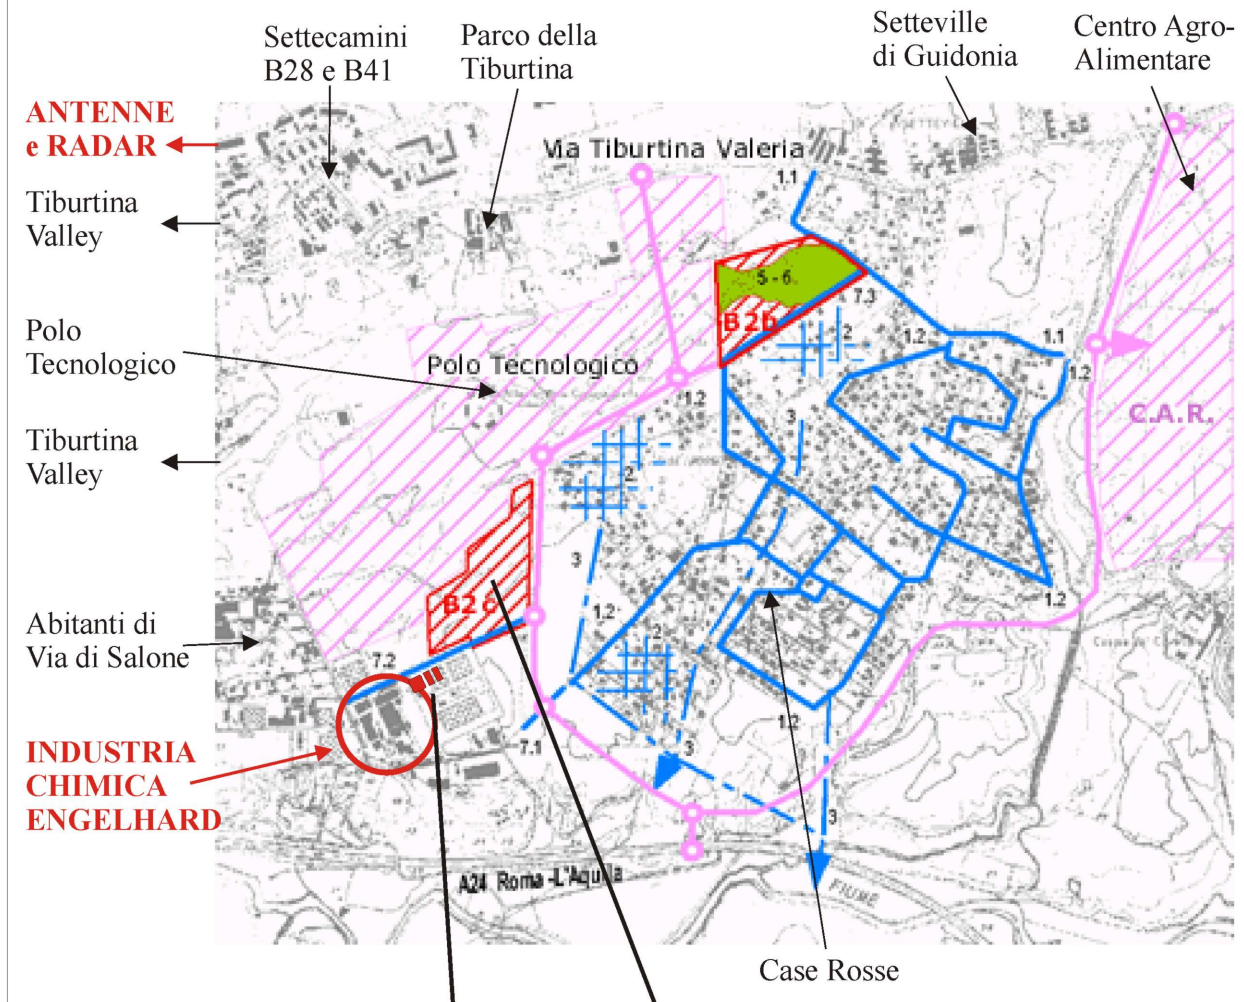 Settecamini
B28 e B41
Parco della
Tiburtina
Setteville
di Guidonia
Centro Agro-
Alimentare
ANTENNE
e RADAR
Via Tiburtina Valeria
1.1
Tiburtina
Valley
5 - 6
7.3
B2b
2
1.2
1.1
1.2
Polo
Tecnologico
Polo Tecnologico
1.2
3
C.A.R.
Tiburtina
Valley
2
3
1.2
B2c
1.2
2
Abitanti di
Via di Salone
7.2
1.2
7.1
3
INDUSTRIA
CHIMICA
ENGELHARD
3
A24 Roma -L'Aquila
FIUME
Case Rosse